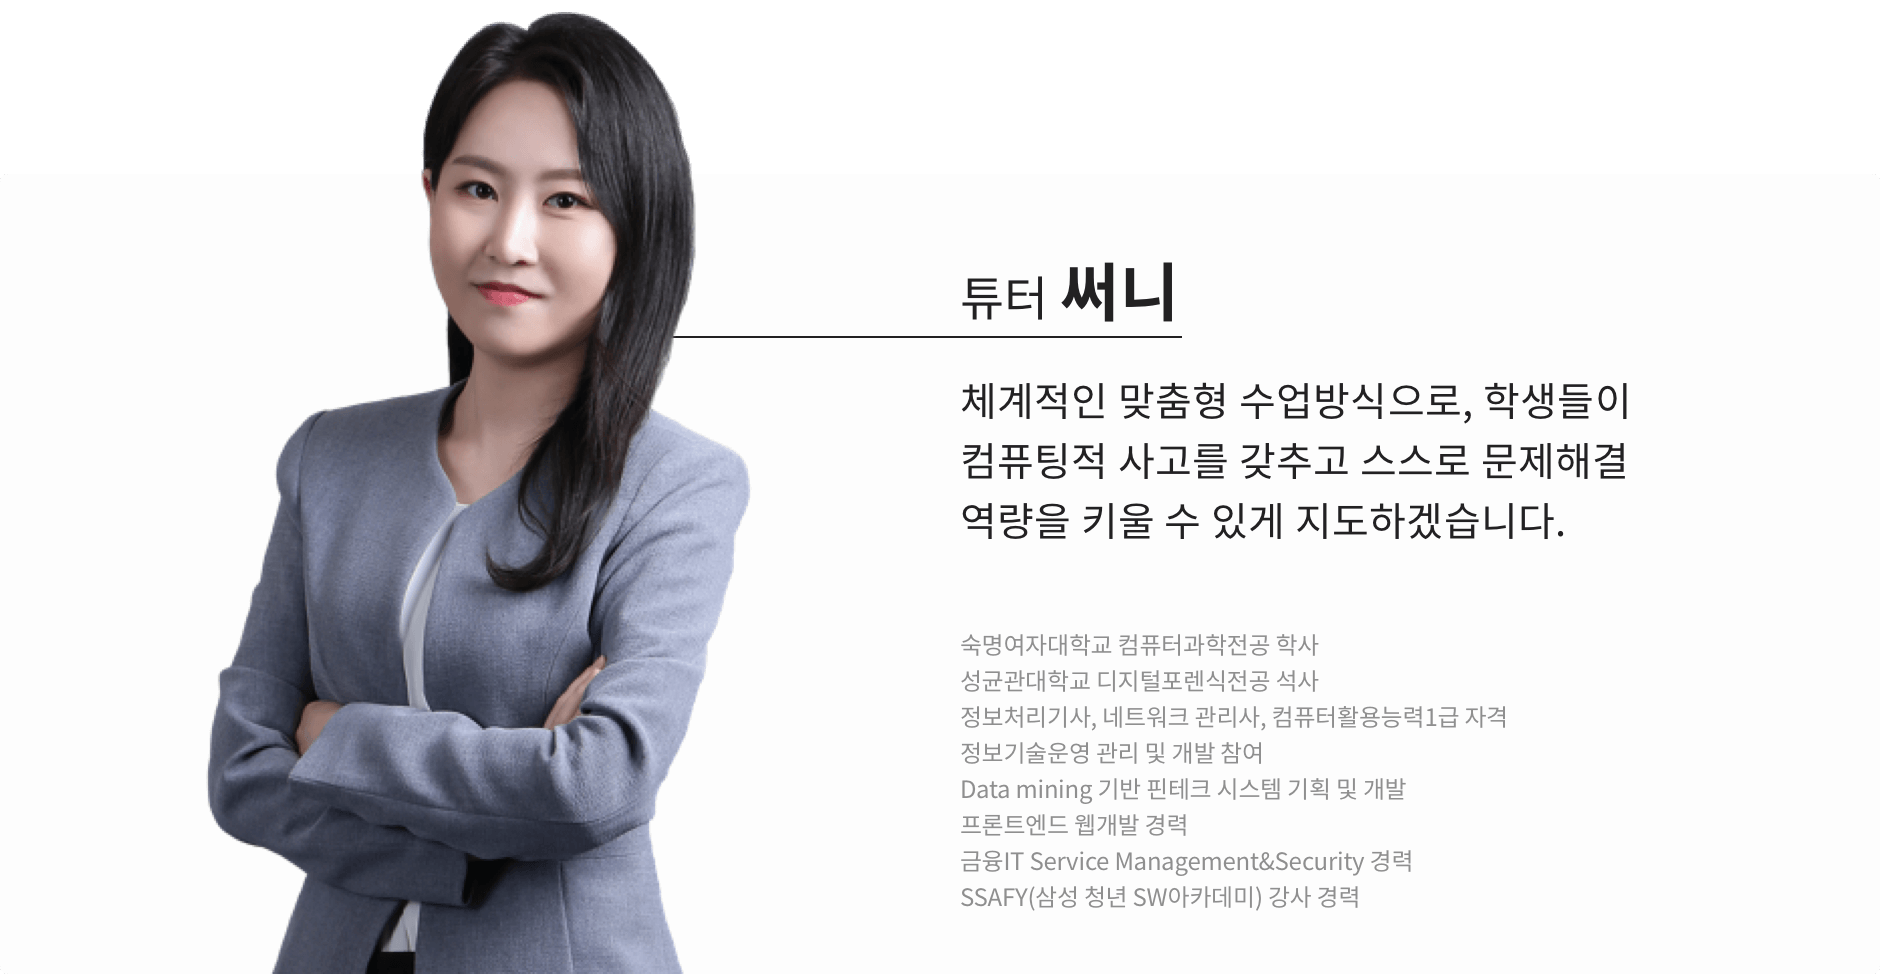 튜터 써니
체계적인 맞춤형 수업방식으로, 학생들이
컴퓨팅적 사고를 갖추고 스스로 문제해결
역량을 키울 수 있게 지도하겠습니다.
숙명여자대학교 컴퓨터과학전공 학사
성균관대학교 디지털포렌식전공 석사
정보처리기사, 네트워크 관리사, 컴퓨터활용능력1급 자격
정보기술운영 관리 및 개발 참여
Data mining 기반 핀테크 시스템 기획 및 개발
프론트엔드 웹개발 경력
금융IT Service Management&Security 경력
SSAFY(삼성 청년 SW아카데미) 강사 경력